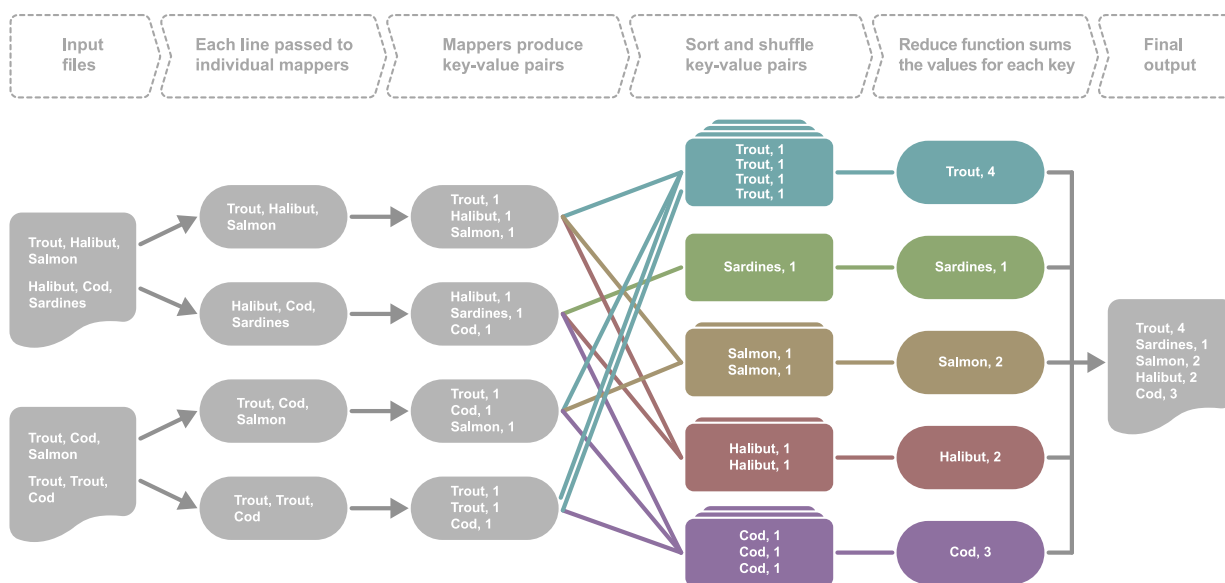 Input
files
Each line passed to
individual mappers
Mappers produce
key-value pairs
Sort and shuffle
key-value pairs
Reduce function sums
the values for each key
Final
output
Trout, Halibut,
Salmon
Halibut, Cod,
Sardines
Trout, Cod,
Salmon
Trout, Trout,
Cod
Trout, Halibut,
Salmon
Halibut, Cod,
Sardines
Trout, Cod,
Salmon
Trout, Trout,
Cod
Trout, 1
Halibut, 1
Salmon, 1
Halibut, 1
Sardines, 1
Cod, 1
Trout, 1
Cod, 1
Salmon, 1
Trout, 1
Trout, 1
Cod, 1
Trout, 1
Trout, 1
Trout, 1
Trout, 1
Sardines, 1
Salmon, 1
Salmon, 1
Halibut, 1
Halibut, 1
Cod, 1
Cod, 1
Cod, 1
Trout, 4
Sardines, 1
Salmon, 2
Halibut, 2
Cod, 3
Trout, 4
Sardines, 1
Salmon, 2
Halibut, 2
Cod, 3